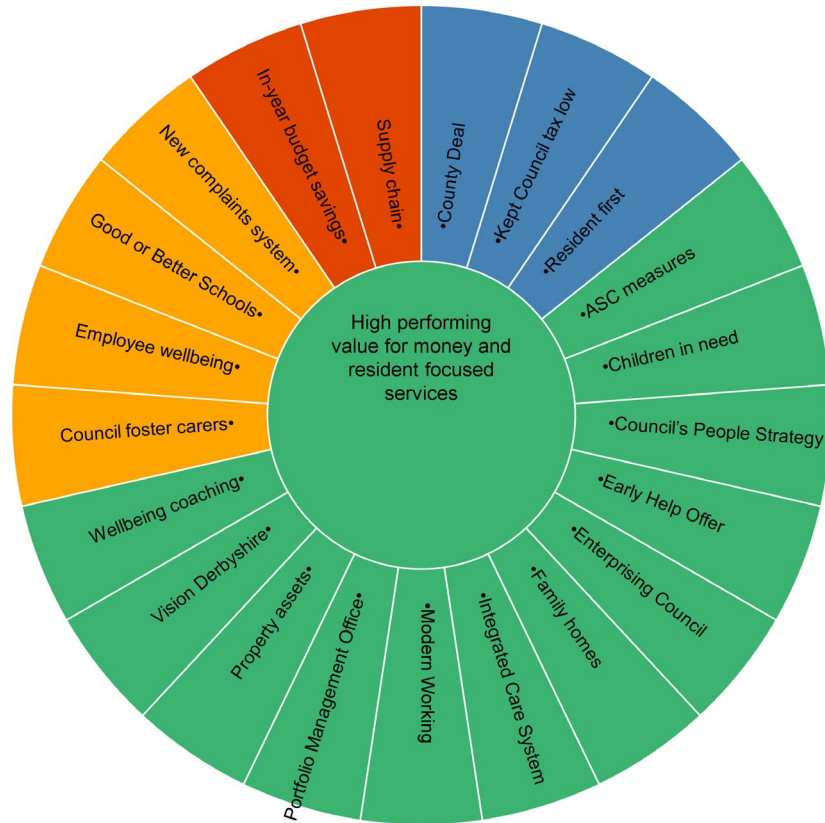 High performing
value for money and
resident focused
services
•County Deal
•Kept Council tax low
•Resident first
•ASC measures
•Children in need
•Council's People Strategy
•Early Help Offer
•Enterprising Council
•Family homes
•Integrated Care System
•Modern Working
Portfolio Management Office•
Property assets•
Vision Derbyshire•
Wellbeing coaching•
Council foster carers•
Employee wellbeing•
Good or Better Schools•
New complaints system•
In-year budget savings•
Supply chain•